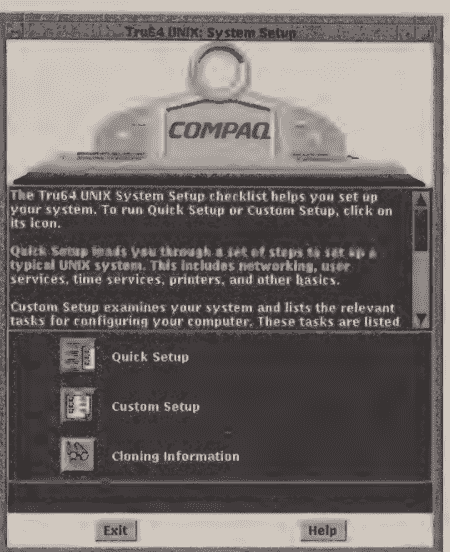 Tru64 UNIX: System Setup
COMPAQ
The Tru64 UNIX System Setup checklist helps you set up
your system. To run Quick Setup or Custom Setup, click on
its icon.
Quick Setup leads you through a set of steps to set up a
typical UNIX system. This includes networking, user
services, time services, printers, and other basics.
Custom Setup examines your system and lists the relevant
tasks for configuring your computer. These tasks are listed
Quick Setup
Custom Setup
Cloning Information
Exit
Help